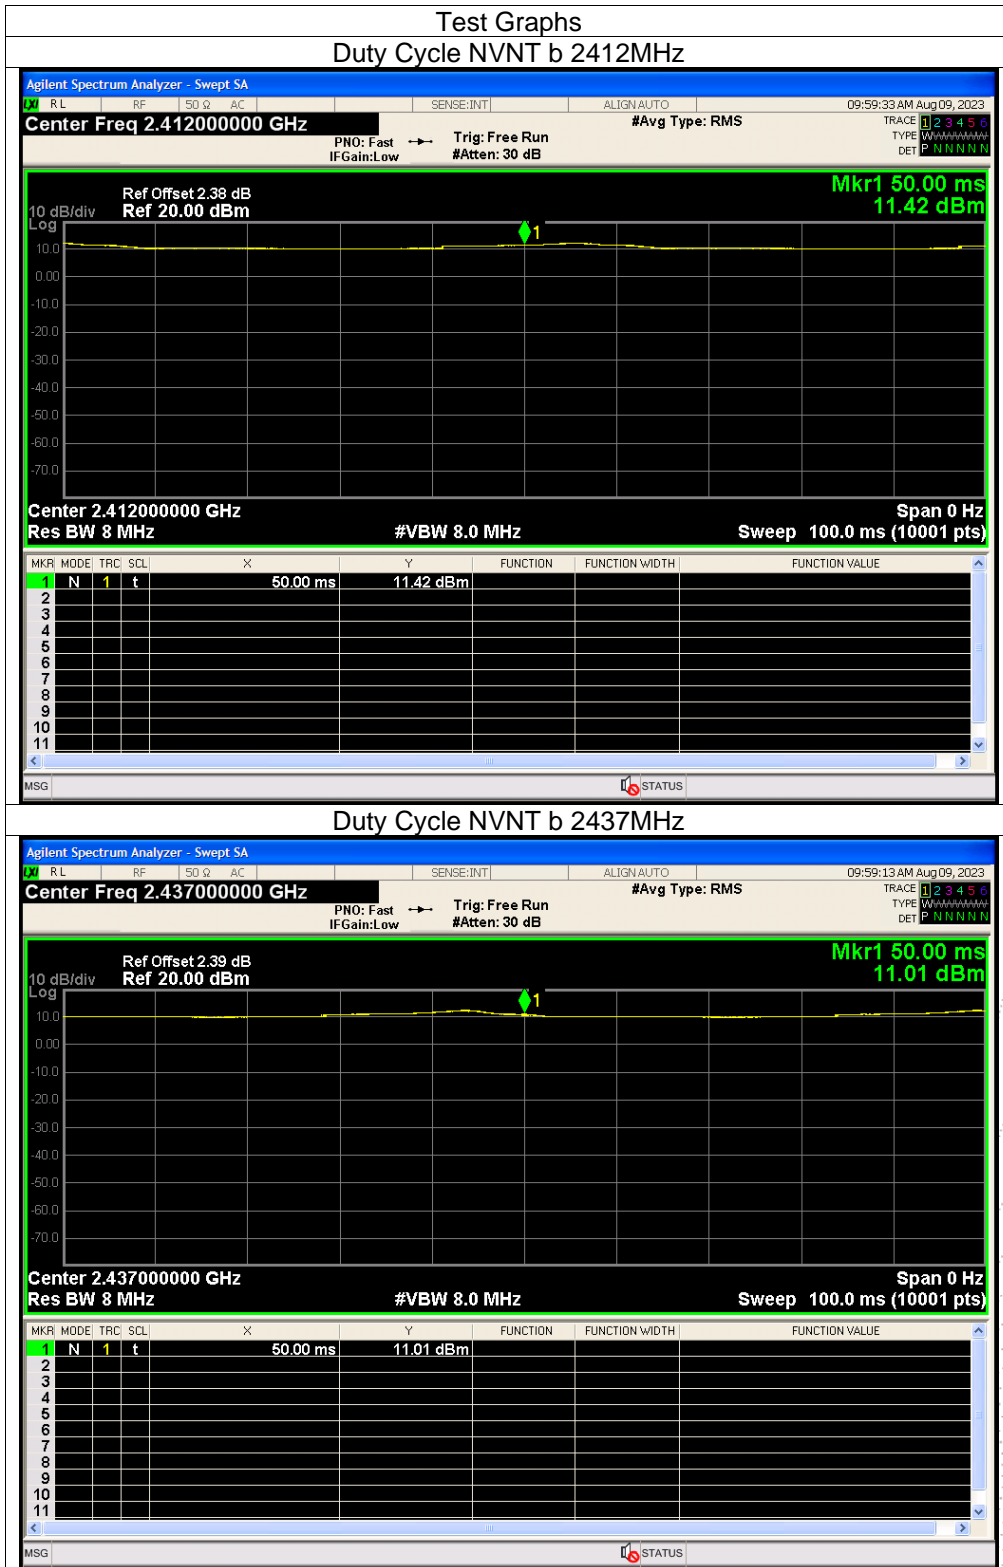 Test Graphs
Duty Cycle NVNT b 2412MHz
Agilent Spectrum Analyzer - Swept SA
LXI RL RF 50 Ω AC SENSE:INT ALIGN AUTO 09:59:33 AM Aug 09, 2023
Center Freq 2.412000000 GHz #Avg Type: RMS TRACE 1 2 3 4 5 6
PNO: Fast Trig: Free Run TYPE WWWWWW
IFGain:Low #Atten: 30 dB DET P N N N N N
Mkr1 50.00 ms
Ref Offset 2.38 dB
10 dB/div Ref 20.00 dBm 11.42 dBm
Log
1
10.0
0.00
-10.0
-20.0
-30.0
-40.0
-50.0
-60.0
-70.0
Center 2.412000000 GHz Span 0 Hz
Res BW 8 MHz #VBW 8.0 MHz Sweep 100.0 ms (10001 pts)
MKR MODE TRC SCL X Y FUNCTION FUNCTION WIDTH FUNCTION VALUE
1 N 1 t 50.00 ms 11.42 dBm
2
3
4
5
6
7
8
9
10
11
MSG STATUS
Duty Cycle NVNT b 2437MHz
Agilent Spectrum Analyzer - Swept SA
LXI RL RF 50 Ω AC SENSE:INT ALIGN AUTO 09:59:13 AM Aug 09, 2023
Center Freq 2.437000000 GHz #Avg Type: RMS TRACE 1 2 3 4 5 6
PNO: Fast Trig: Free Run TYPE WWWWWW
IFGain:Low #Atten: 30 dB DET P N N N N N
Mkr1 50.00 ms
Ref Offset 2.39 dB
10 dB/div Ref 20.00 dBm 11.01 dBm
Log
1
10.0
0.00
-10.0
-20.0
-30.0
-40.0
-50.0
-60.0
-70.0
Center 2.437000000 GHz Span 0 Hz
Res BW 8 MHz #VBW 8.0 MHz Sweep 100.0 ms (10001 pts)
MKR MODE TRC SCL X Y FUNCTION FUNCTION WIDTH FUNCTION VALUE
1 N 1 t 50.00 ms 11.01 dBm
2
3
4
5
6
7
8
9
10
11
MSG STATUS